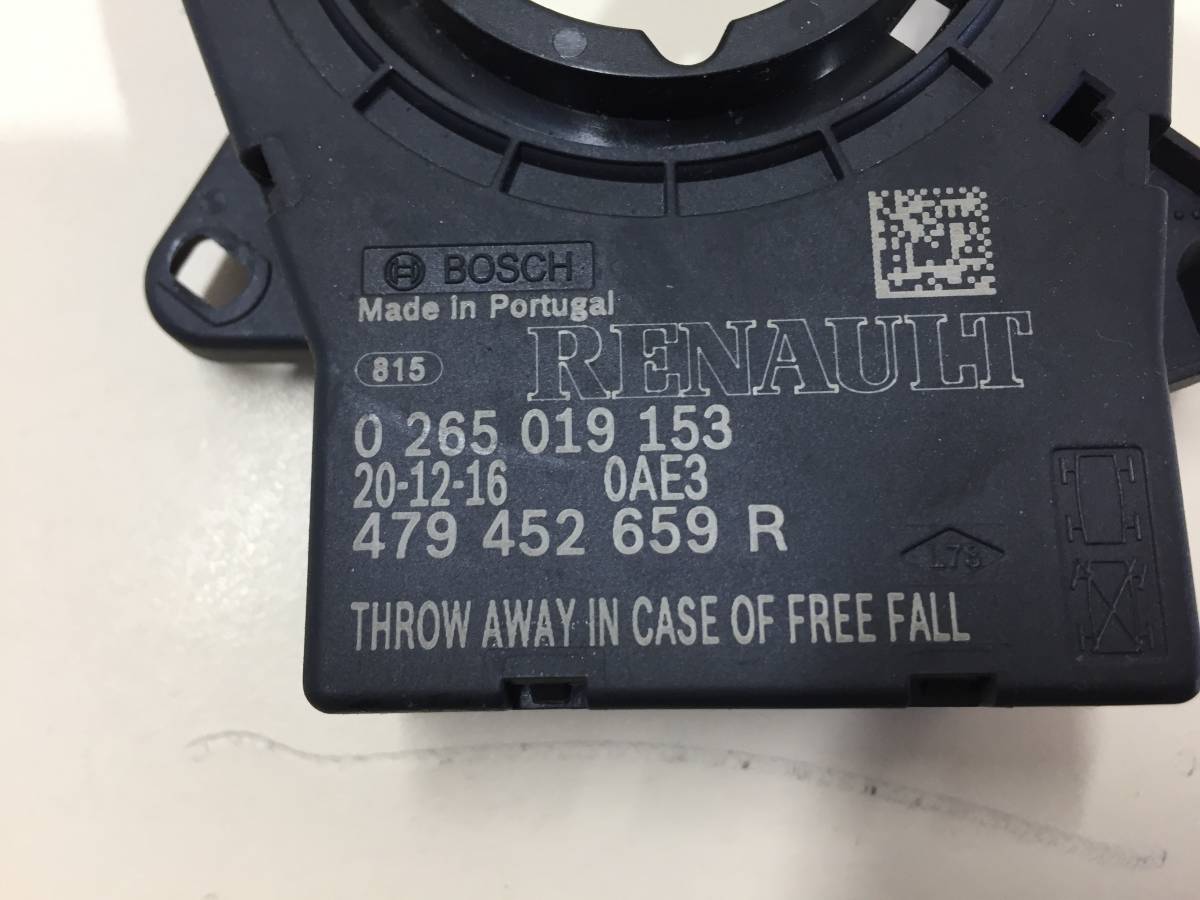 BOSCH
Made in Portugal
RENAULT
815
0 265 019 153
20-12-16 0AE3
479 452 659 R
THROW AWAY IN CASE OF FREE FALL